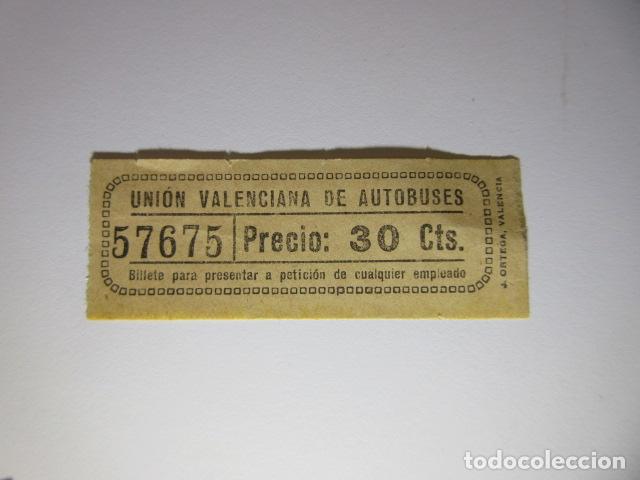 UNIÓN VALENCIANA DE AUTOBUSES
57675 Precio: 30 Cts.
Billete para presentar a petición de cualquier empleado
J. ORTEGA, VALENCIA
todocoleccion